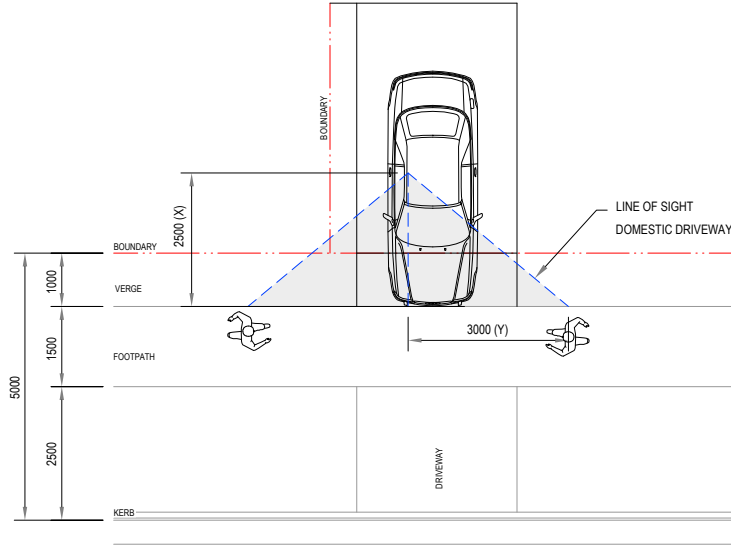 BOUNDARY
2500 (X)
LINE OF SIGHT
DOMESTIC DRIVEWAY
BOUNDARY
1000
VERGE
3000 (Y)
1500
FOOTPATH
5000
2500
DRIVEWAY
KERB